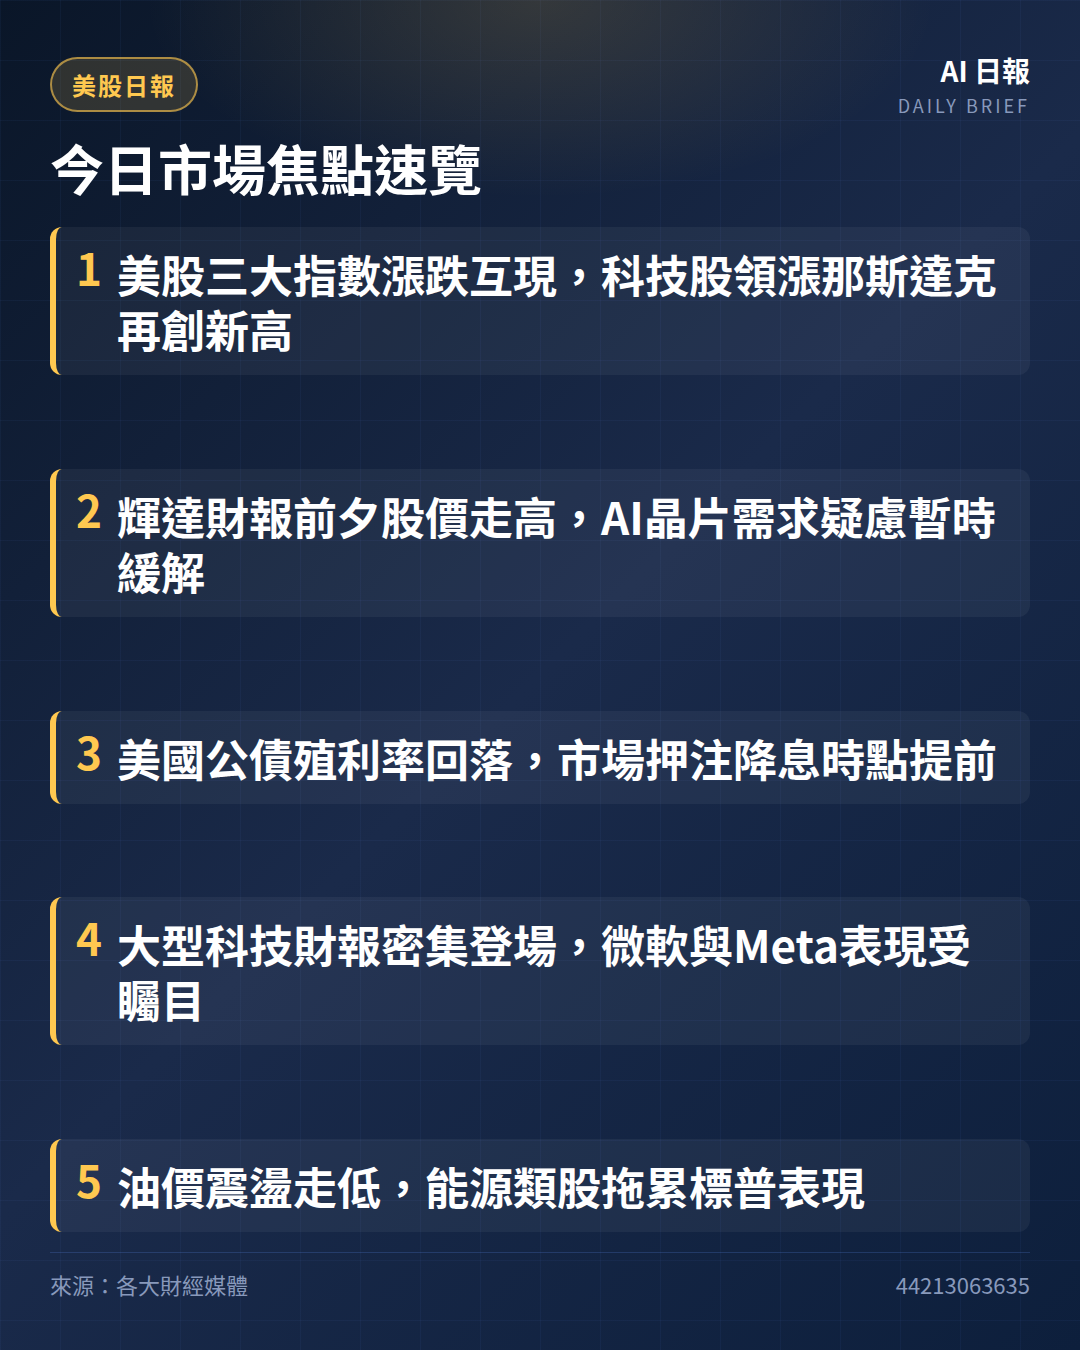 美股日報
AI 日報
DAILY BRIEF
今日市場焦點速覽
1 美股三大指數漲跌互現，科技股領漲那斯達克
再創新高
2 輝達財報前夕股價走高，AI晶片需求疑慮暫時
緩解
3 美國公債殖利率回落，市場押注降息時點提前
4 大型科技財報密集登場，微軟與Meta表現受
矚目
5 油價震盪走低，能源類股拖累標普表現
來源：各大財經媒體
44213063635